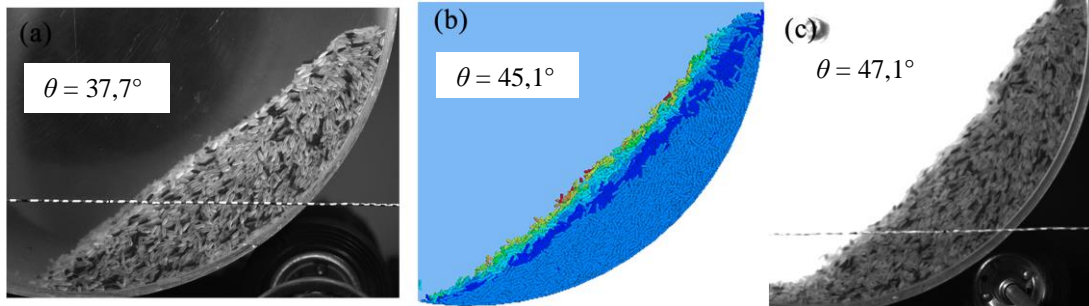 (a)
θ = 37,7°
(b)
θ = 45,1°
(c)
θ = 47,1°